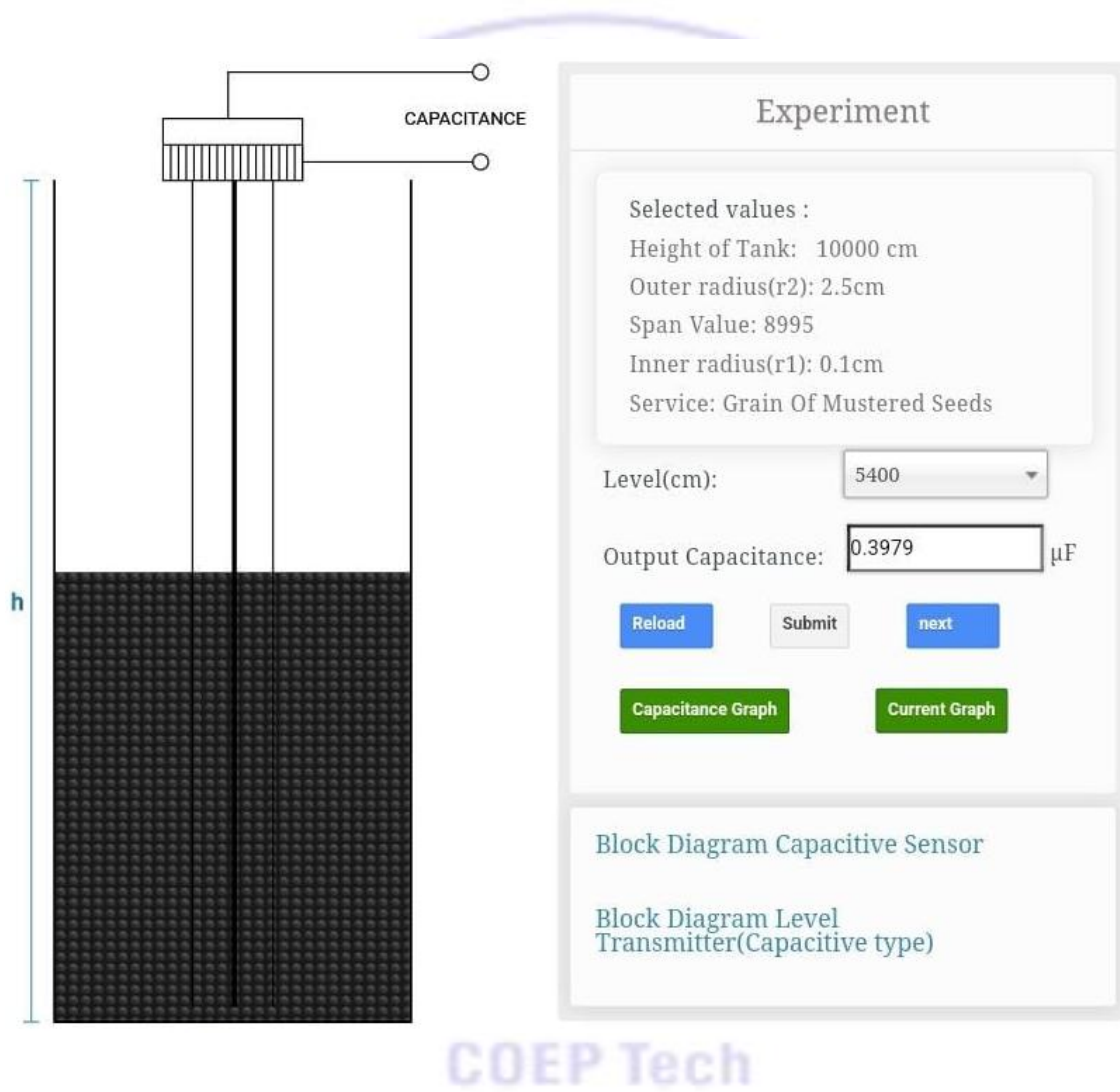 CAPACITANCE
h
Experiment
Selected values :
Height of Tank: 10000 cm
Outer radius(r2): 2.5cm
Span Value: 8995
Inner radius(r1): 0.1cm
Service: Grain Of Mustered Seeds
Level(cm): 5400
Output Capacitance: 0.3979 μF
Reload Submit next
Capacitance Graph Current Graph
Block Diagram Capacitive Sensor
Block Diagram Level
Transmitter(Capacitive type)
COEP Tech